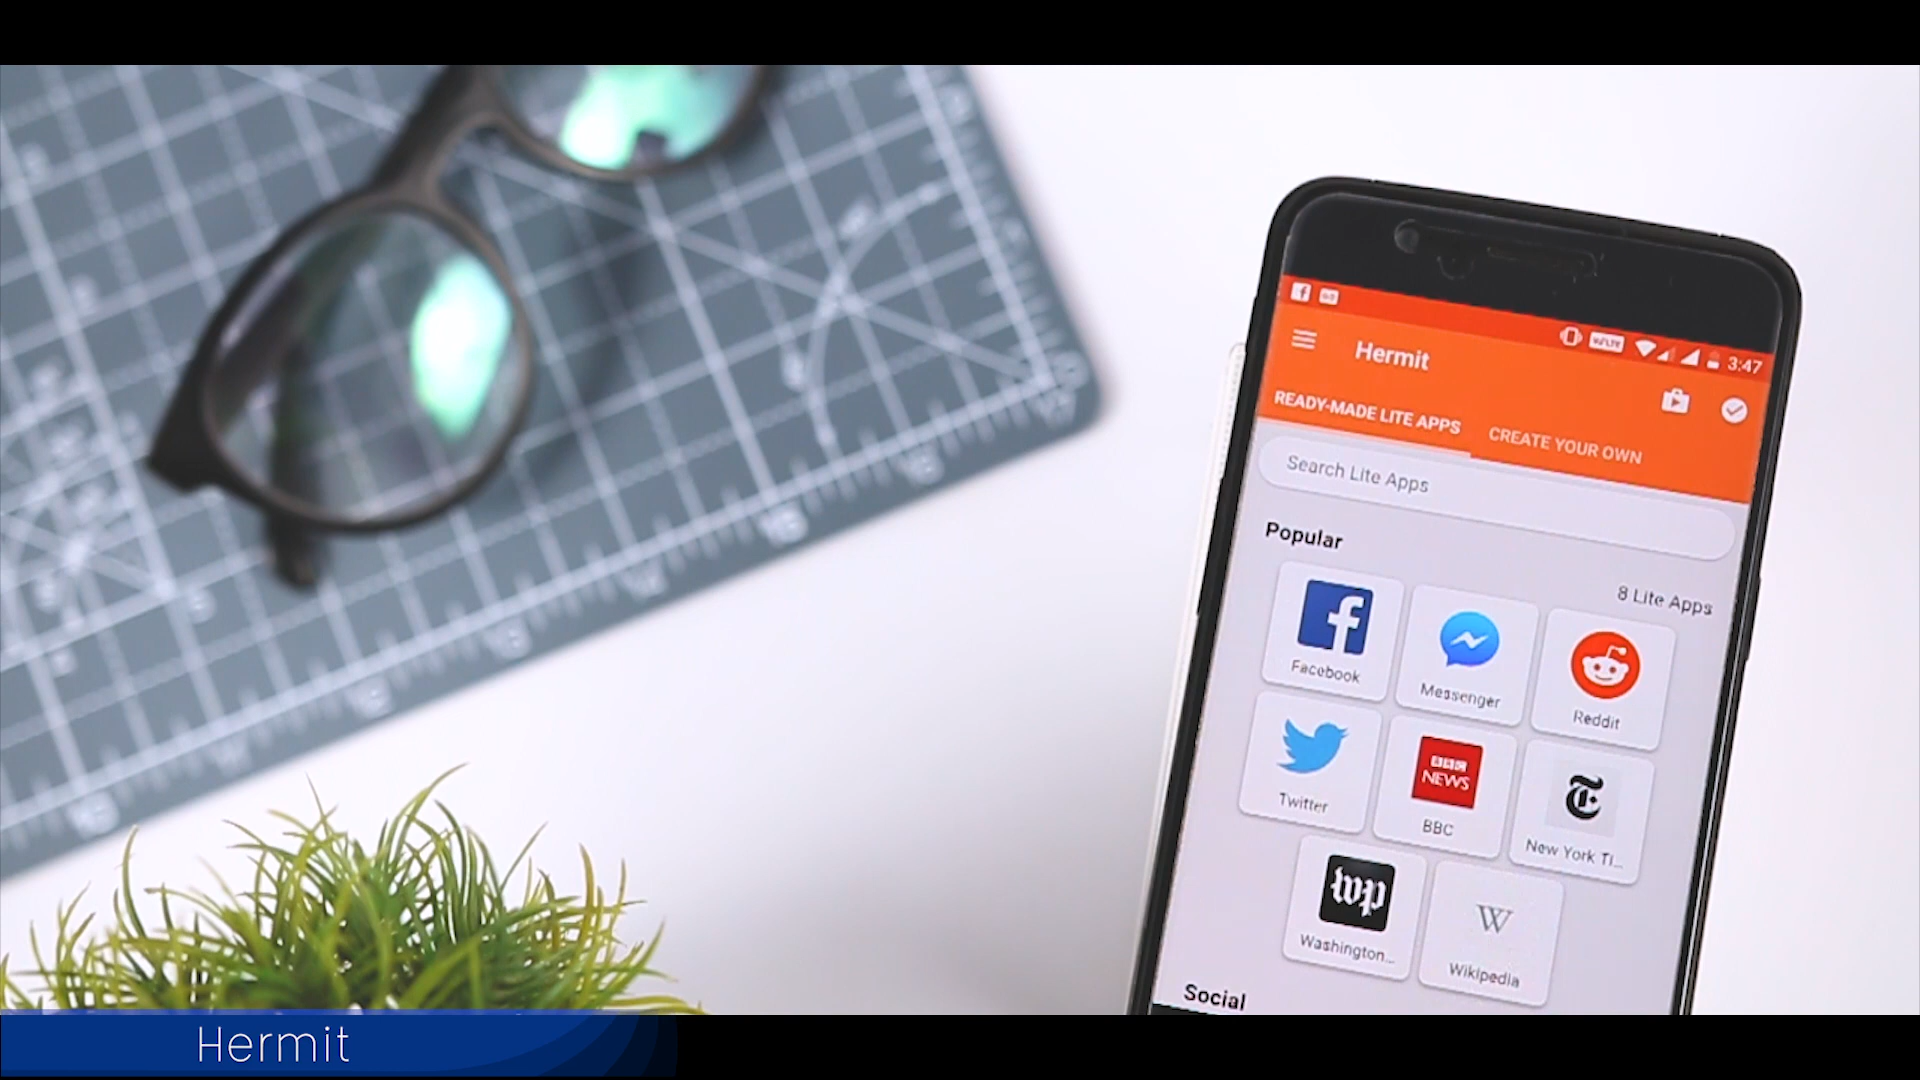 3:47
Hermit
READY-MADE LITE APPS
CREATE YOUR OWN
Search Lite Apps
Popular
8 Lite Apps
Facebook
Messenger
Reddit
Twitter
BBC NEWS
BBC
New York Ti...
wp
Washington...
W
Wikipedia
Social
Hermit